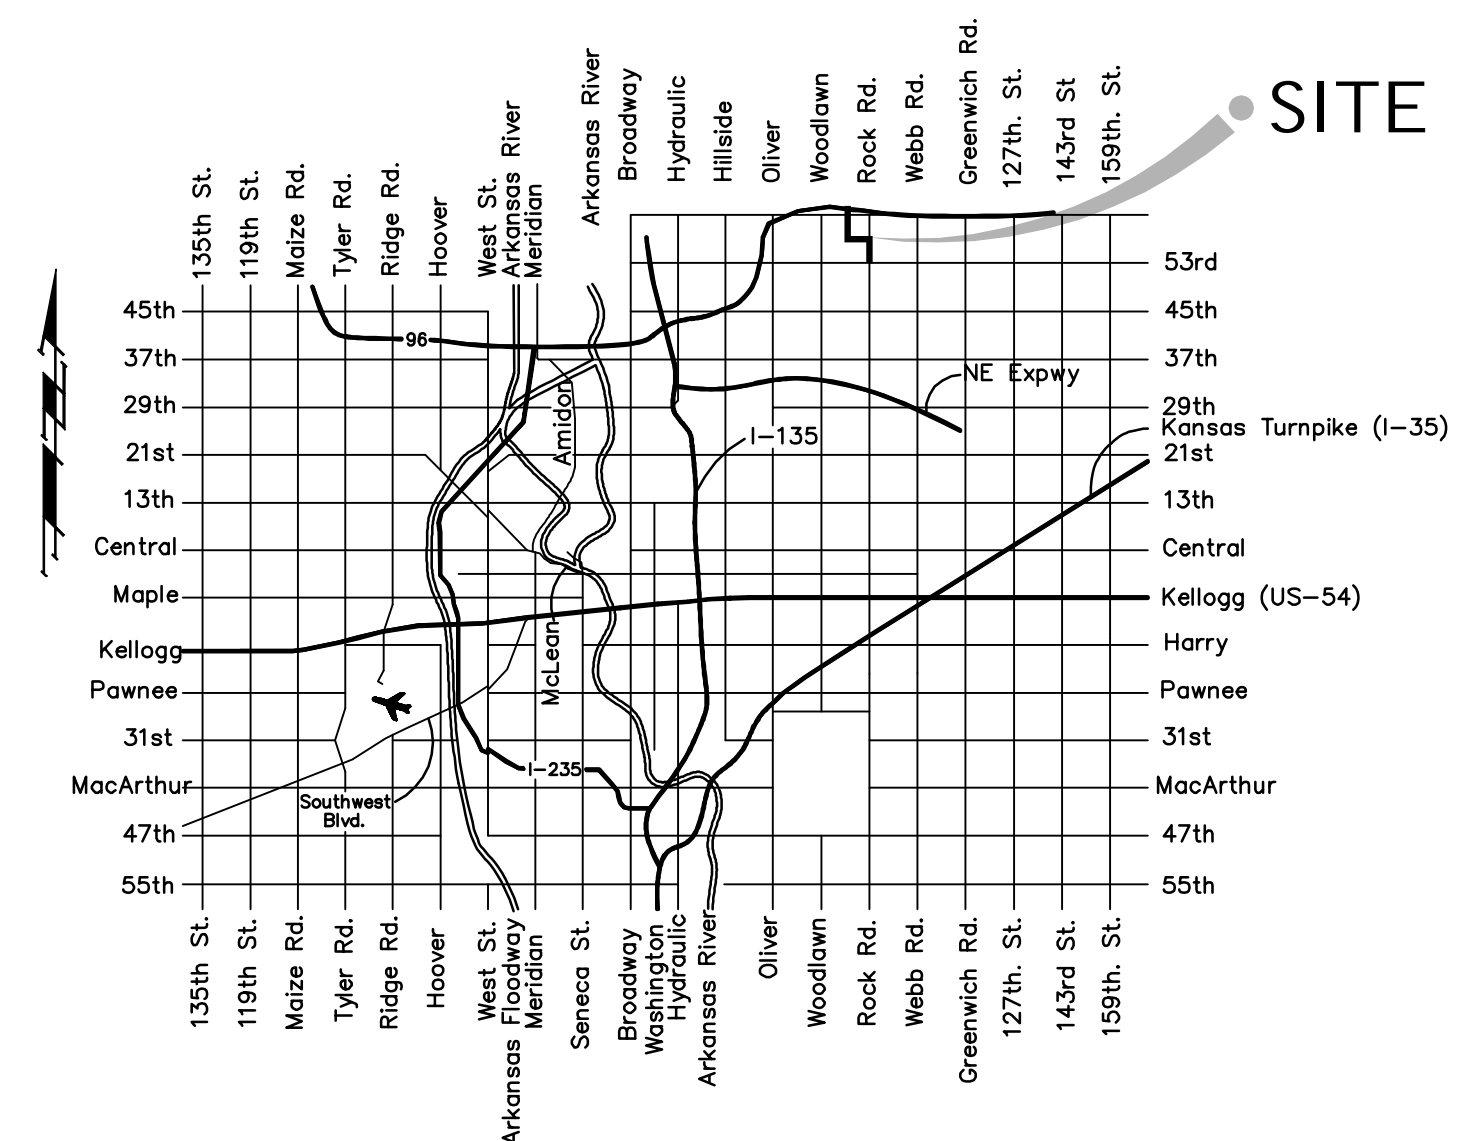 SITE
135th St.
119th St.
Maize Rd.
Tyler Rd.
Ridge Rd.
Hoover
West St.
Arkansas River
Meridian
Arkansas River
Broadway
Hydraulic
Hillside
Oliver
Woodlawn
Rock Rd.
Webb Rd.
Greenwich Rd.
127th. St.
143rd St
159th. St.
45th
37th
29th
21st
13th
Central
Maple
Kellogg
Pawnee
31st
MacArthur
47th
55th
96
Amidon
I-135
NE Expwy
McLean
I-235
Southwest
Blvd.
53rd
45th
37th
29th
Kansas Turnpike (I-35)
21st
13th
Central
Kellogg (US-54)
Harry
Pawnee
31st
MacArthur
47th
55th
135th St.
119th St.
Maize Rd.
Tyler Rd.
Ridge Rd.
Hoover
West St.
Arkansas Floodway
Meridian
Seneca St.
Broadway
Washington
Hydraulic
Arkansas River
Oliver
Woodlawn
Rock Rd.
Webb Rd.
Greenwich Rd.
127th. St.
143rd St.
159th. St.